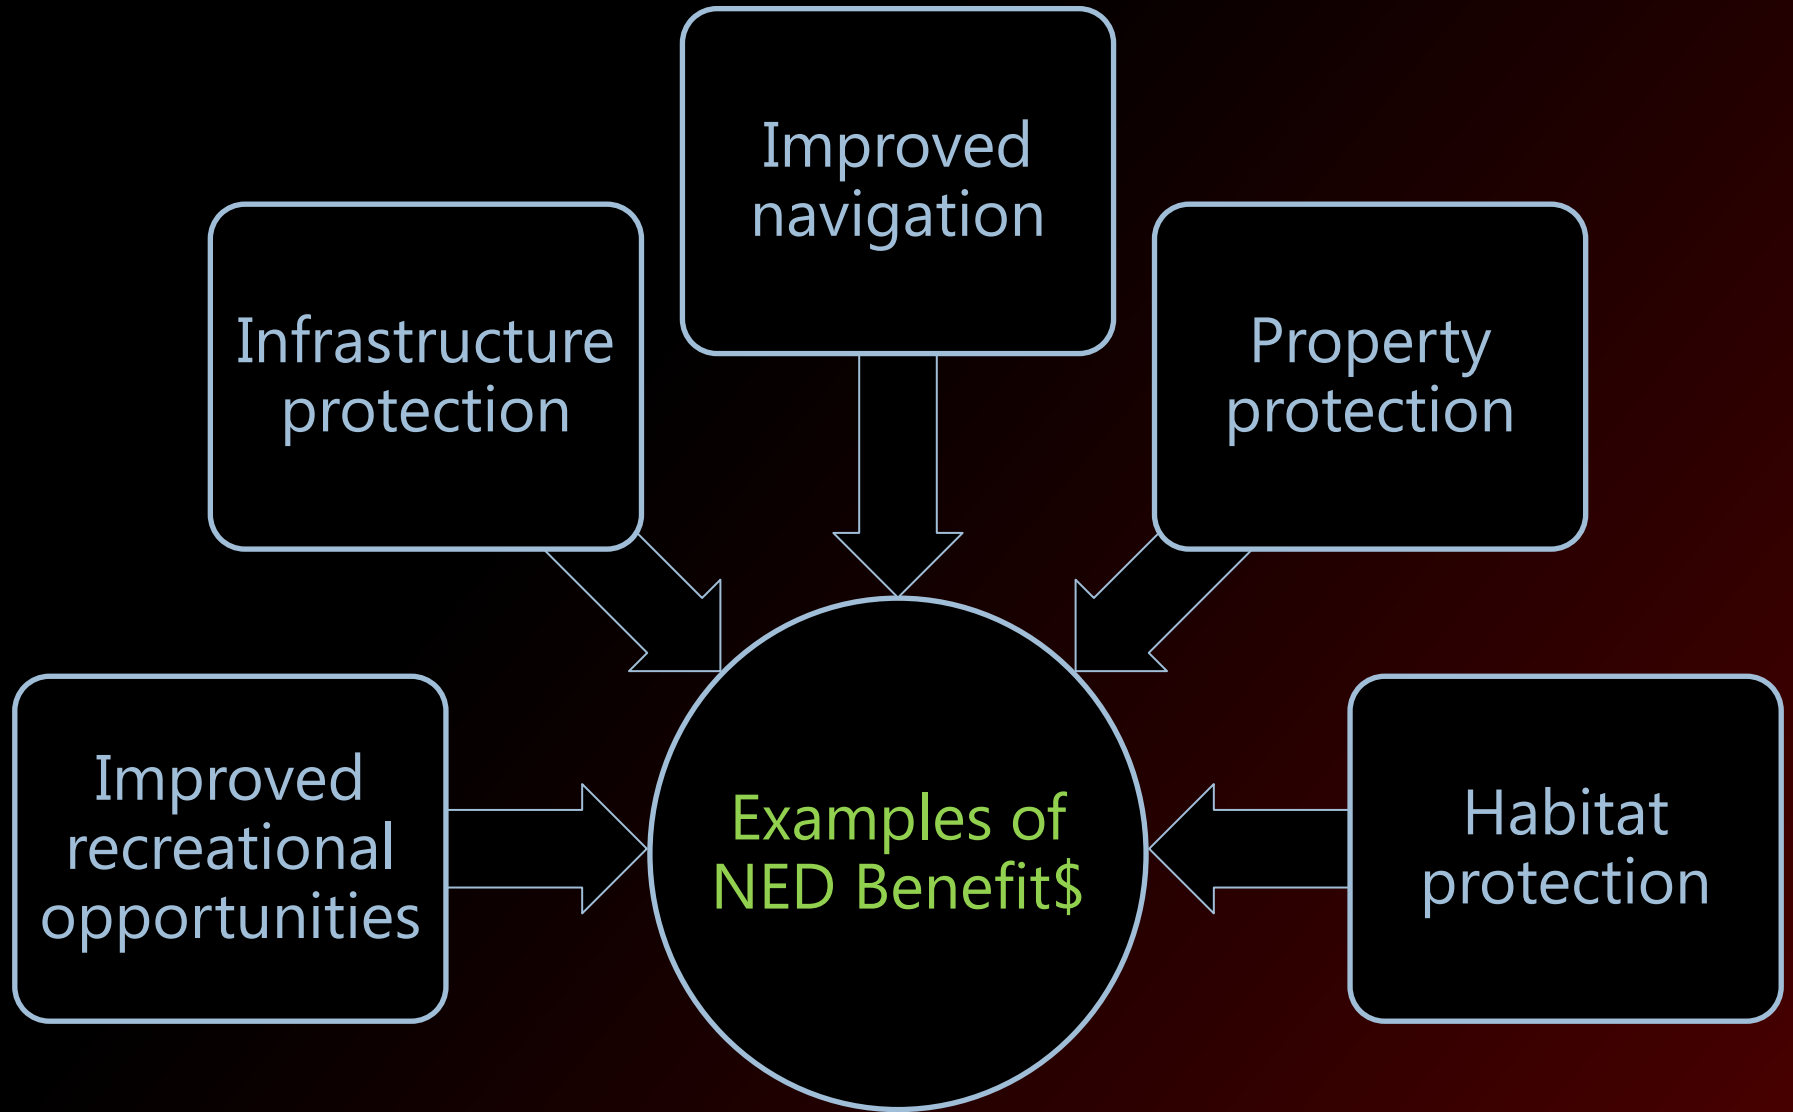 Improved
navigation
Infrastructure
protection
Property
protection
Improved
recreational
opportunities
Examples of
NED Benefit$
Habitat
protection